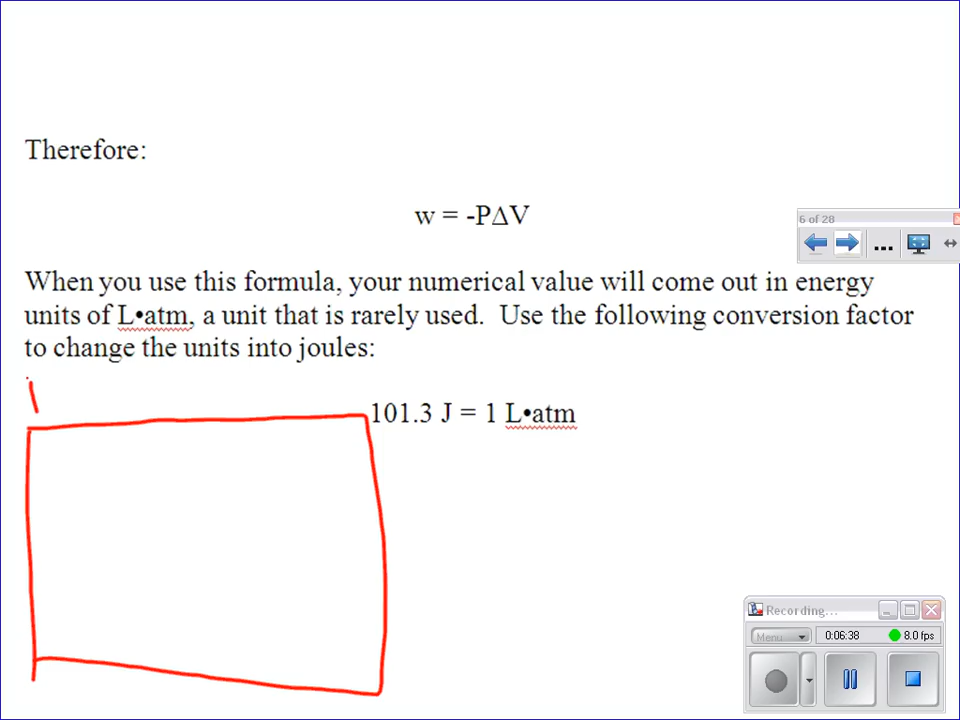 Therefore:
w = -P∆V
6 of 28
When you use this formula, your numerical value will come out in energy
units of L•atm, a unit that is rarely used.  Use the following conversion factor
to change the units into joules:
101.3 J = 1 L•atm
Recording...
Menu 0:06:38 8.0 fps